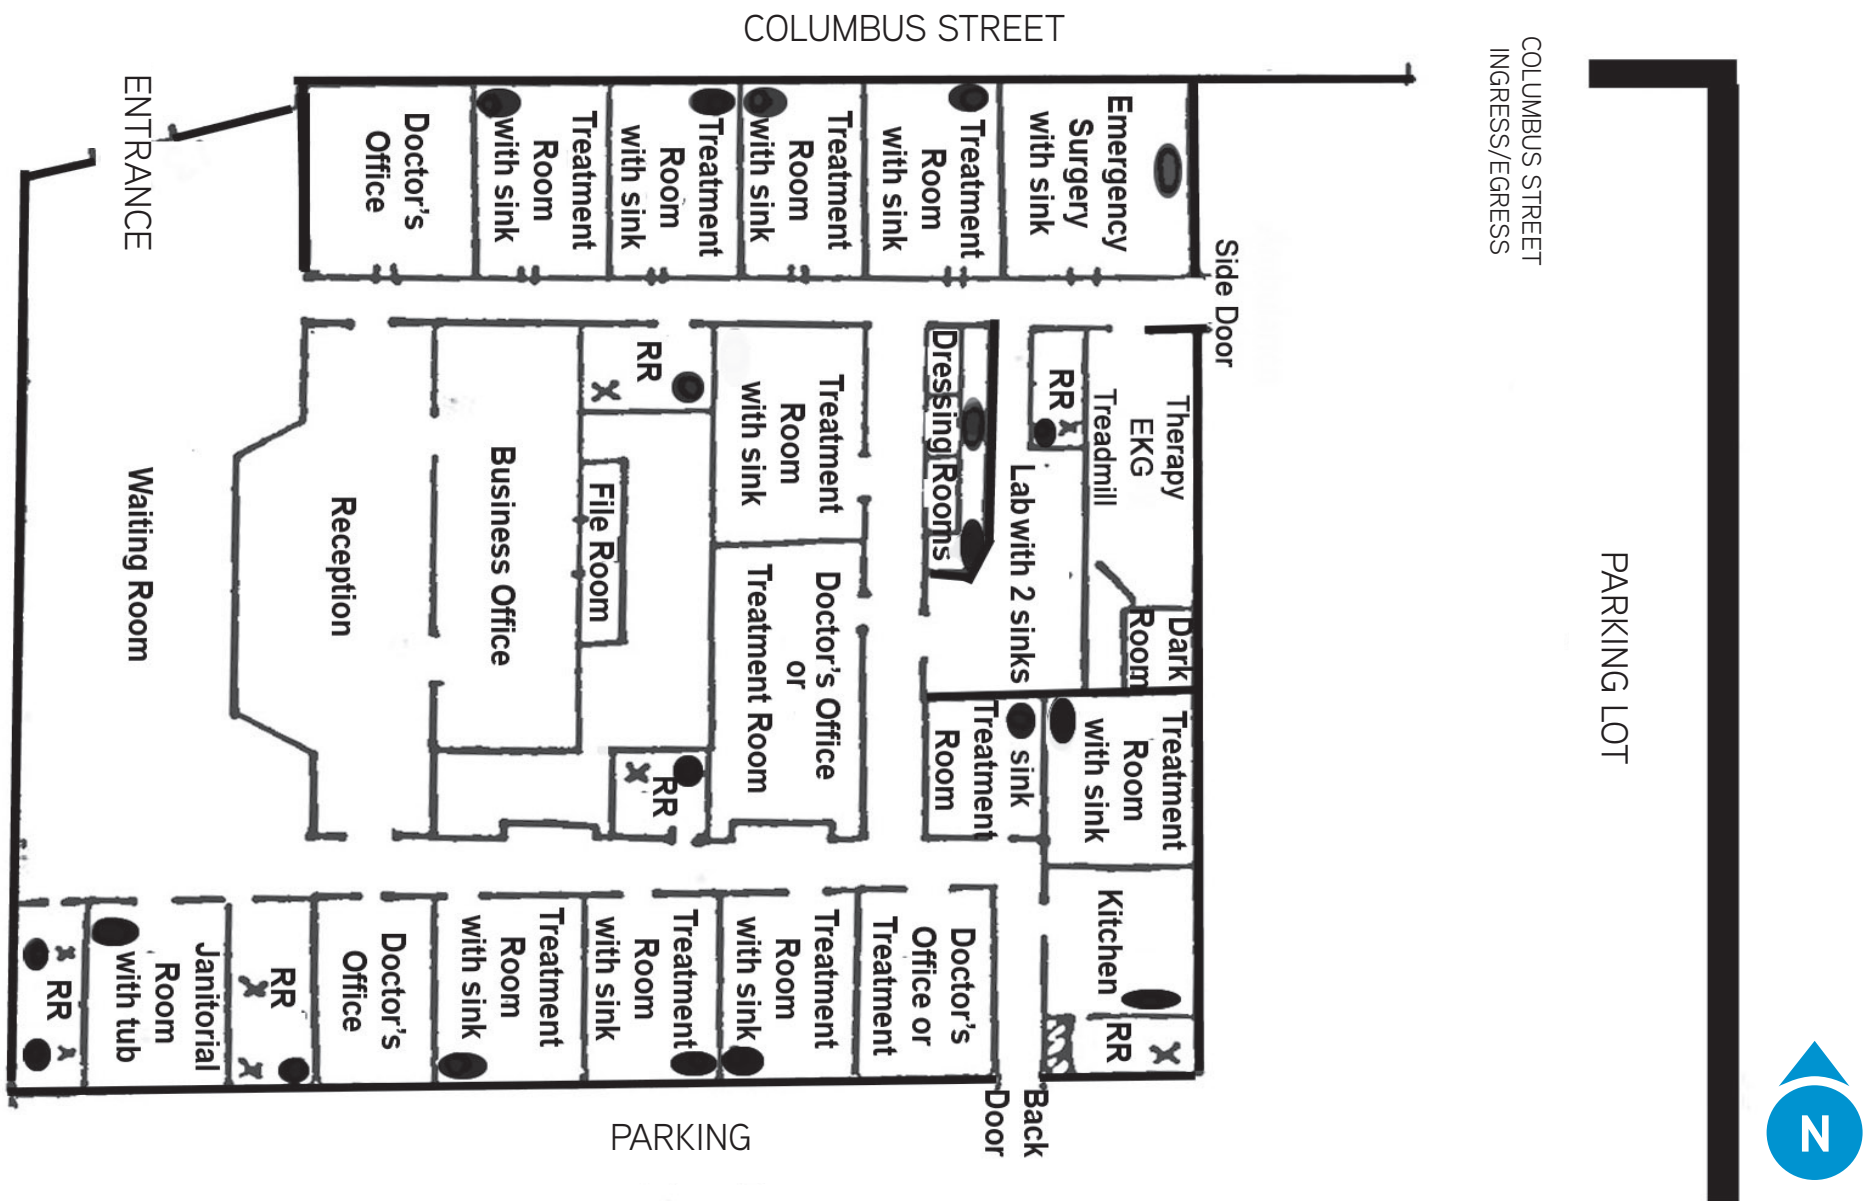 COLUMBUS STREET
COLUMBUS STREET
INGRESS/EGRESS
ENTRANCE
Doctor's
Office
Treatment
Room
with sink
Treatment
Room
with sink
Treatment
Room
with sink
Treatment
Room
with sink
Emergency
Surgery
with sink
Side Door
RR
Treatment
Room
with sink
Dressing Rooms
RR
Therapy
EKG
Treadmill
Lab with 2 sinks
Dark
Room
PARKING LOT
Waiting Room
Reception
Business Office
File Room
Doctor's Office
or
Treatment Room
RR
sink
Treatment
Room
Treatment
Room
with sink
Kitchen
RR
RR
Janitorial
Room
with tub
RR
Doctor's
Office
Treatment
Room
with sink
Treatment
Room
with sink
Treatment
Room
with sink
Doctor's
Office or
Treatment
Back
Door
PARKING
N